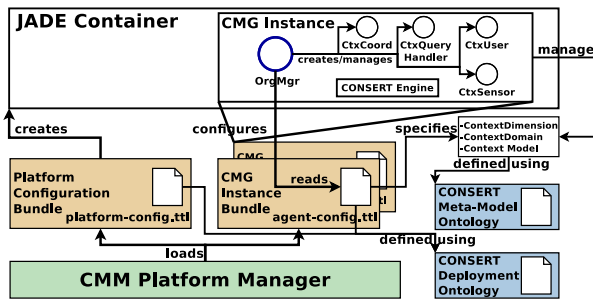 JADE Container
CMG Instance
CtxCoord
CtxQuery
Handler
CtxUser
CtxSensor
OrgMgr
creates/manages
CONSERT Engine
manages
creates
configures
specifies
-ContextDimension
-ContextDomain
-Context Model
defined using
Platform
Configuration
Bundle
platform-config.ttl
CMG
CMG
Instance
Bundle
reads
agent-config.ttl
tl
CONSERT
Meta-Model
Ontology
defined using
loads
CONSERT
Deployment
Ontology
CMM Platform Manager